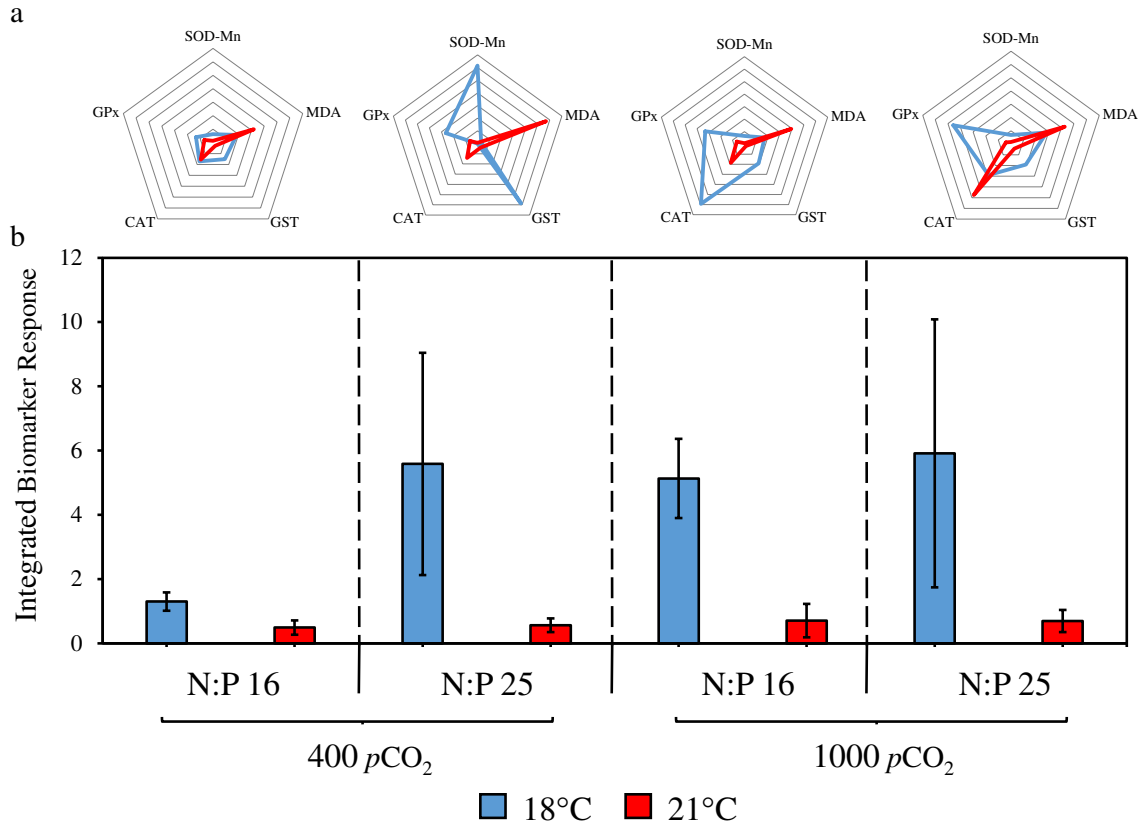 a
SOD-Mn
MDA
GST
CAT
GPx
SOD-Mn
MDA
GST
CAT
GPx
SOD-Mn
MDA
GST
CAT
GPx
SOD-Mn
MDA
GST
CAT
GPx
b
Integrated Biomarker Response
12
10
8
6
4
2
0
N:P 16
N:P 25
N:P 16
N:P 25
400 pCO₂
1000 pCO₂
18°C
21°C